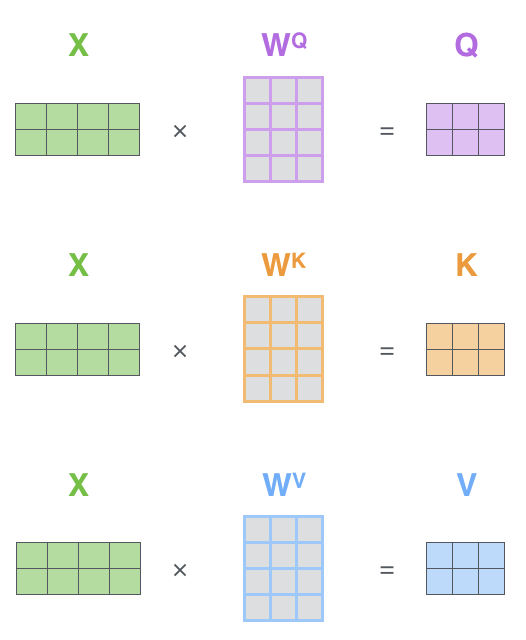 X W^Q Q
× =
X W^K K
× =
X W^V V
× =